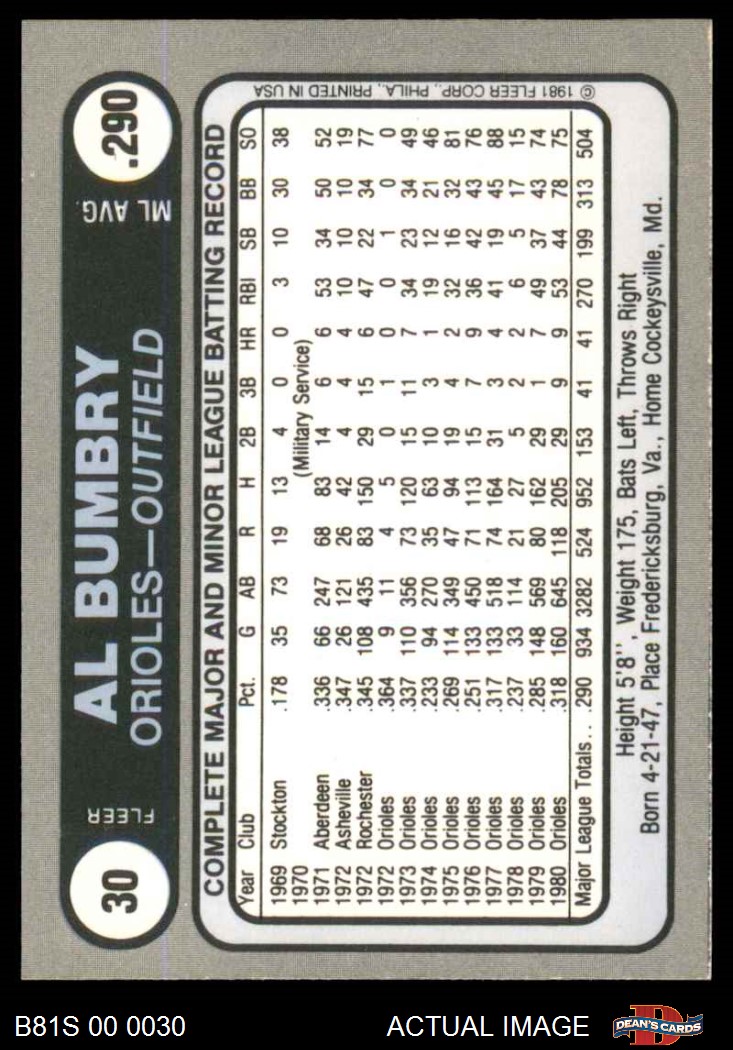 30 FLEER AL BUMBRY ML AVG. .290
ORIOLES—OUTFIELD
COMPLETE MAJOR AND MINOR LEAGUE BATTING RECORD
Year Club Pct. G AB R H 2B 3B HR RBI SB BB SO
1969 Stockton .178 35 73 19 13 4 0 0 3 10 30 38
1970 (Military Service)
1971 Aberdeen .336 66 247 68 83 14 6 6 53 34 50 52
1972 Asheville .347 26 121 26 42 4 4 4 10 10 10 19
1972 Rochester .345 108 435 83 150 29 15 6 47 22 34 77
1972 Orioles .364 9 11 4 5 0 1 0 0 1 0 0
1973 Orioles .337 110 356 73 120 15 11 7 34 23 34 49
1974 Orioles .233 94 270 35 63 10 3 1 19 12 21 46
1975 Orioles .269 114 349 47 94 19 4 2 32 16 32 81
1976 Orioles .251 133 450 71 113 15 7 9 36 42 43 76
1977 Orioles .317 133 518 74 164 31 3 4 41 19 45 88
1978 Orioles .237 33 114 21 27 5 2 2 6 5 17 15
1979 Orioles .285 148 569 80 162 29 1 7 49 37 43 74
1980 Orioles .318 160 645 118 205 29 9 9 53 44 78 75
Major League Totals . . .290 934 3282 524 952 153 41 41 270 199 313 504
© 1981 FLEER CORP., PHILA., PRINTED IN USA
Height 5'8'', Weight 175, Bats Left, Throws Right
Born 4-21-47, Place Fredericksburg, Va., Home Cockeysville, Md.
B81S 00 0030 ACTUAL IMAGE D DEAN'S CARDS